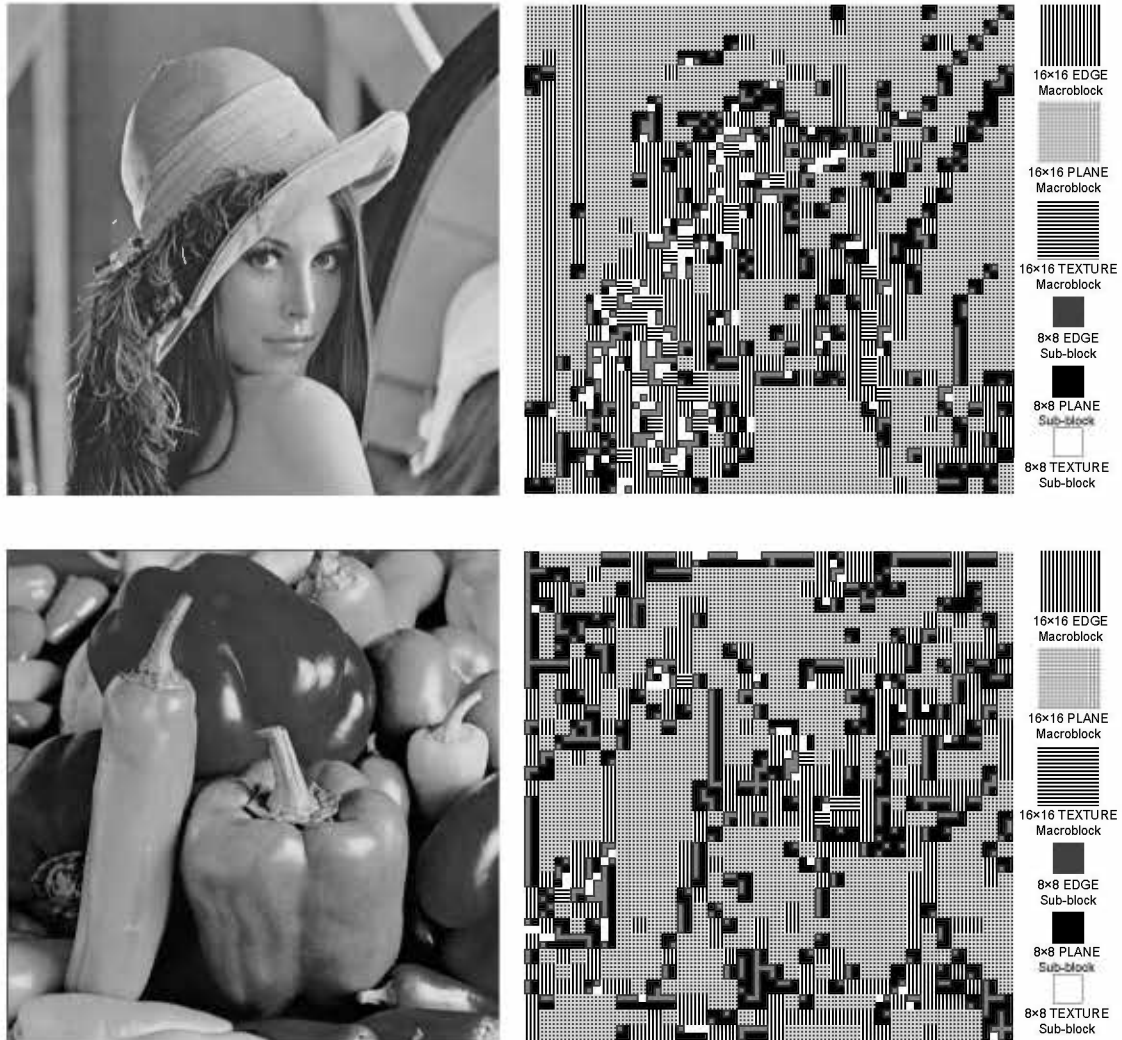 16×16 EDGE
Macroblock
16×16 PLANE
Macroblock
16×16 TEXTURE
Macroblock
8×8 EDGE
Sub-block
8×8 PLANE
Sub-block
8×8 TEXTURE
Sub-block
16×16 EDGE
Macroblock
16×16 PLANE
Macroblock
16×16 TEXTURE
Macroblock
8×8 EDGE
Sub-block
8×8 PLANE
Sub-block
8×8 TEXTURE
Sub-block